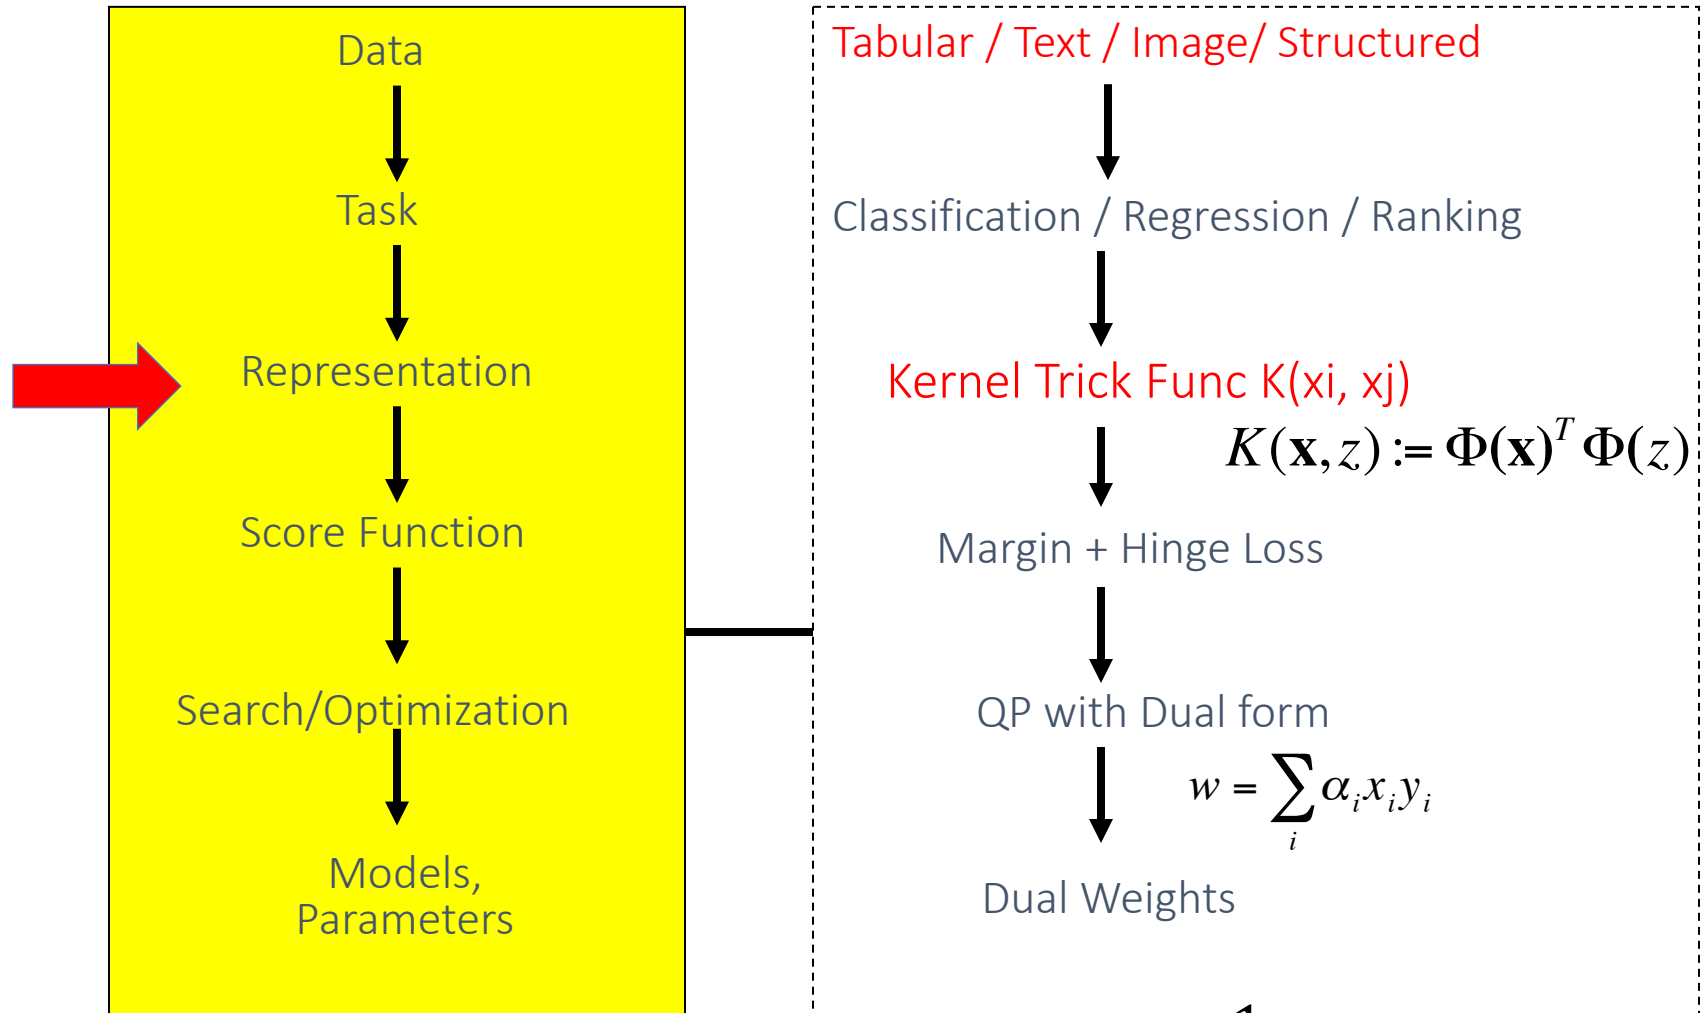 Data
Task
Representation
Score Function
Search/Optimization
Models,
Parameters
Tabular / Text / Image/ Structured
Classification / Regression / Ranking
Kernel Trick Func K(xi, xj)
K(x, z) := Φ(x)^T Φ(z)
Margin + Hinge Loss
QP with Dual form
w = ∑_i α_i x_i y_i
Dual Weights